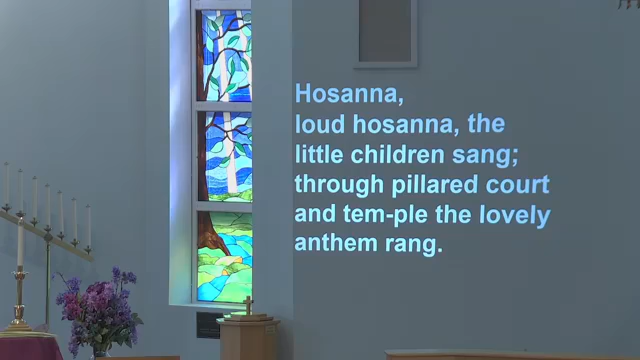 Hosanna,
loud hosanna, the
little children sang;
through pillared court
and tem-ple the lovely
anthem rang.